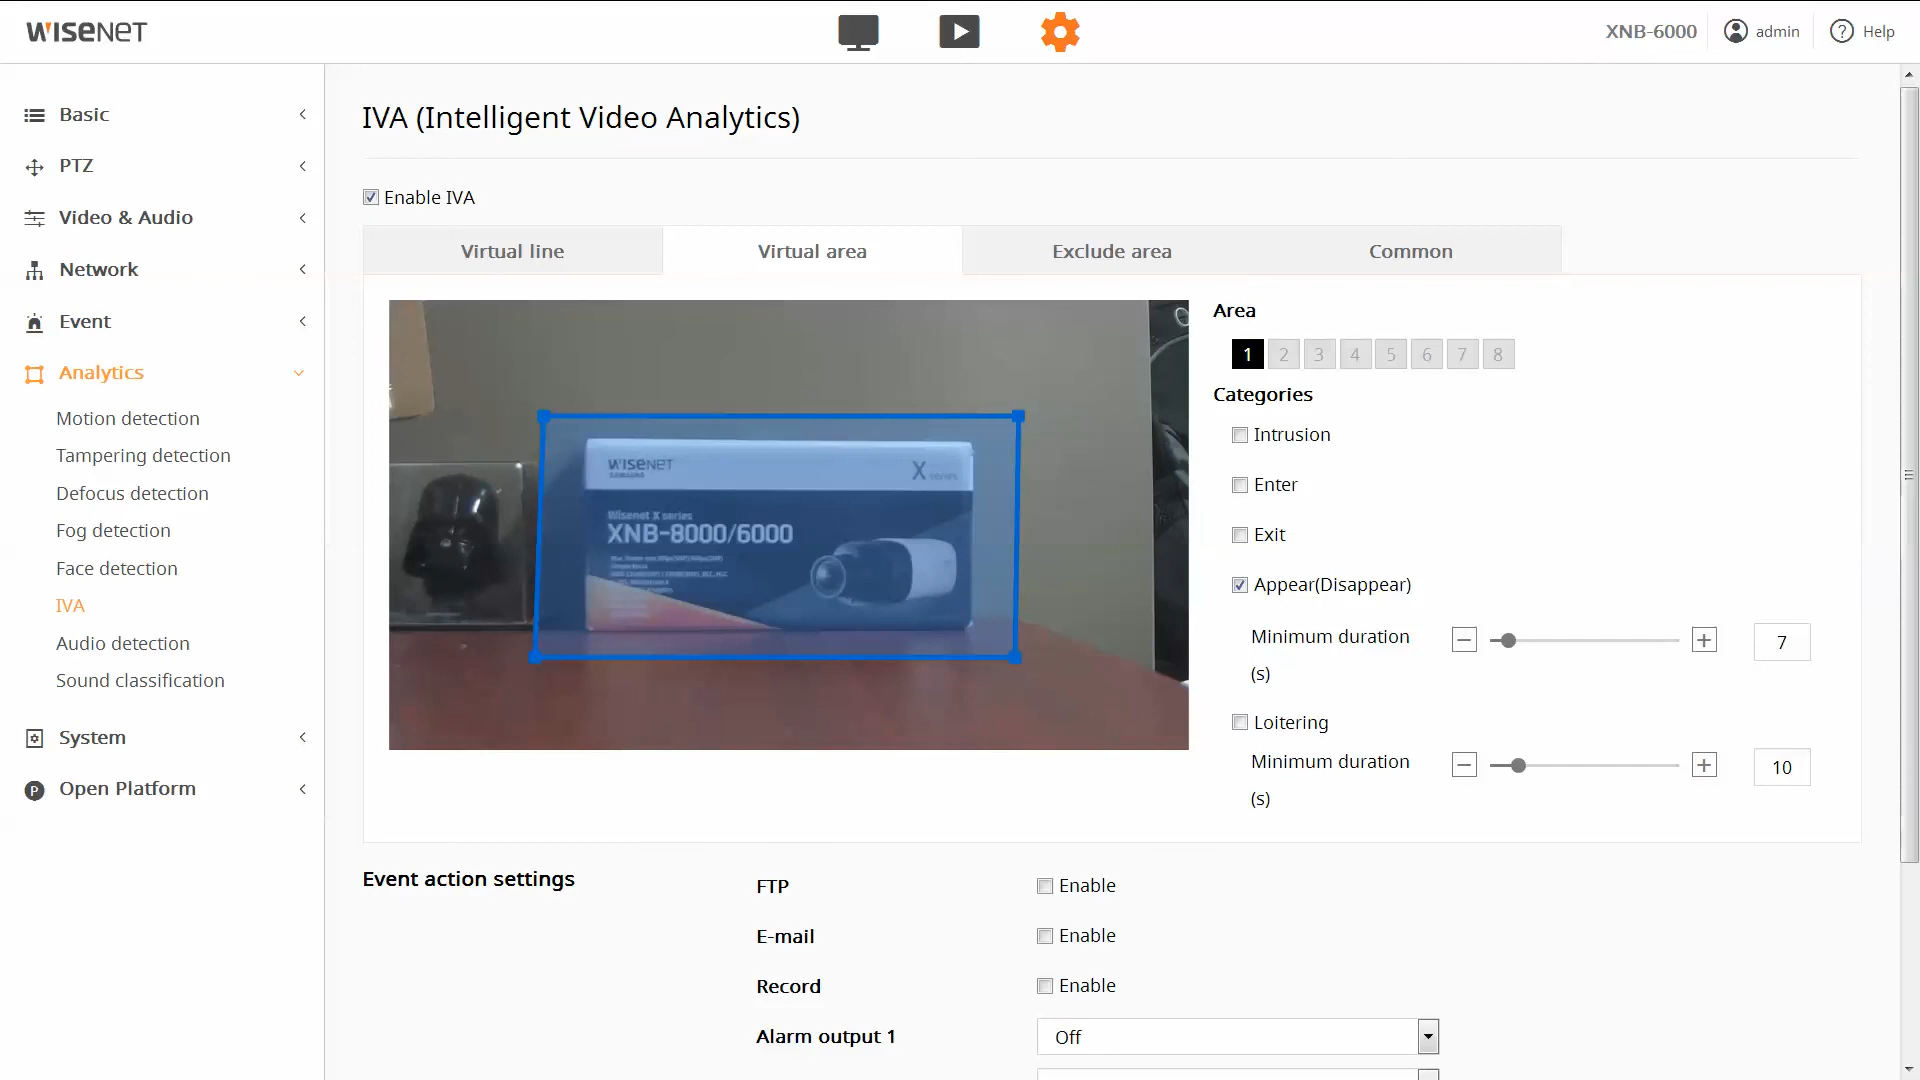 WISENET
XNB-6000
admin
? Help
Basic
PTZ
Video & Audio
Network
Event
Analytics
Motion detection
Tampering detection
Defocus detection
Fog detection
Face detection
IVA
Audio detection
Sound classification
System
P Open Platform
IVA (Intelligent Video Analytics)
Enable IVA
Virtual line
Virtual area
Exclude area
Common
WISENET
SAMSUNG
X series
Wisenet X series
XNB-8000/6000
Area
1 2 3 4 5 6 7 8
Categories
Intrusion
Enter
Exit
Appear(Disappear)
Minimum duration
(s)
7
Loitering
Minimum duration
(s)
10
Event action settings
FTP
Enable
E-mail
Enable
Record
Enable
Alarm output 1
Off